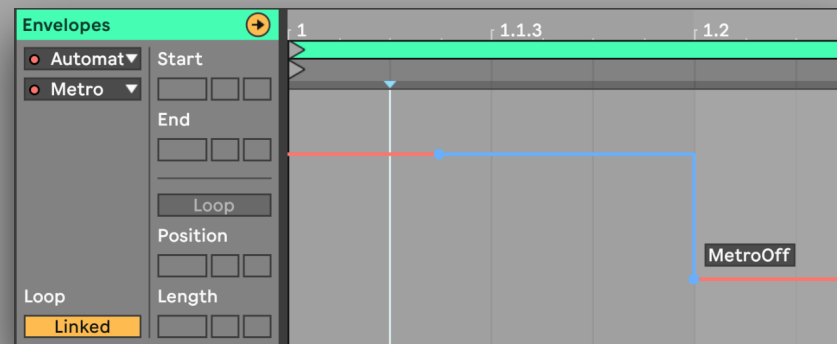 Envelopes
1
1.1.3
1.2
Automat
Start
Metro
End
Loop
Position
MetroOff
Loop
Length
Linked